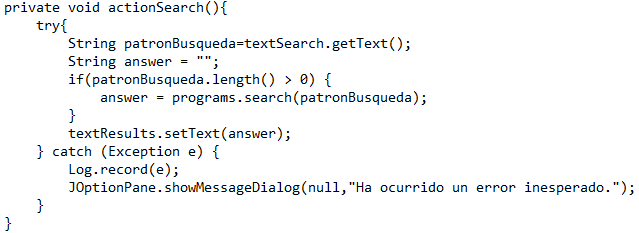 private void actionSearch(){
    try{
        String patronBusqueda=textSearch.getText();
        String answer = "";
        if(patronBusqueda.length() > 0) {
            answer = programs.search(patronBusqueda);
        }
        textResults.setText(answer);
    } catch (Exception e) {
        Log.record(e);
        JOptionPane.showMessageDialog(null,"Ha ocurrido un error inesperado.");
    }
}